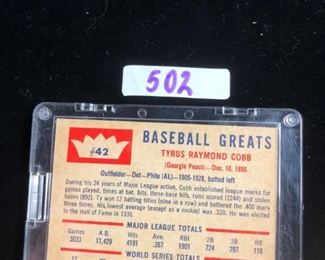 502
#42
BASEBALL GREATS
TYRUS RAYMOND COBB
(Georgia Peach)—Dec. 18, 1886
Outfielder—Det—Phila (AL)—1905-1928, batted left
During his 24 years of Major League action, Cobb established league marks for
games played, times at bat, hits, three-base hits, runs scored (2244) and stolen
bases (892). Ty won 12 batting titles (nine in a row) and bettered the .400 mark
three times. His lowest average except as a rookie was .320. He was elected
to the Hall of Fame in 1936.
MAJOR LEAGUE TOTALS
Games A.B. Hits RBI 2B 3B HR
3033 11,429 4191 367 1901 724 297 118
WORLD SERIES TOTALS